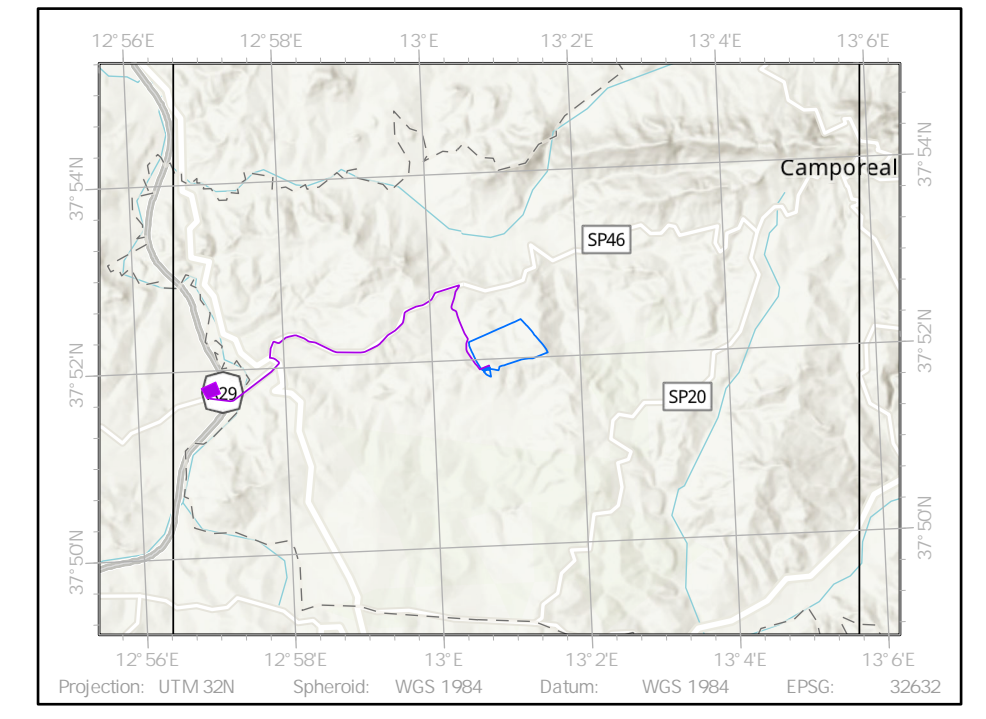 12°56'E 12°58'E 13°E 13°2'E 13°4'E 13°6'E
37°54'N 37°54'N
Camporeal
SP46
37°52'N 37°52'N
29
SP20
37°50'N 37°50'N
12°56'E 12°58'E 13°E 13°2'E 13°4'E 13°6'E
Projection: UTM 32N Spheroid: WGS 1984 Datum: WGS 1984 EPSG: 32632